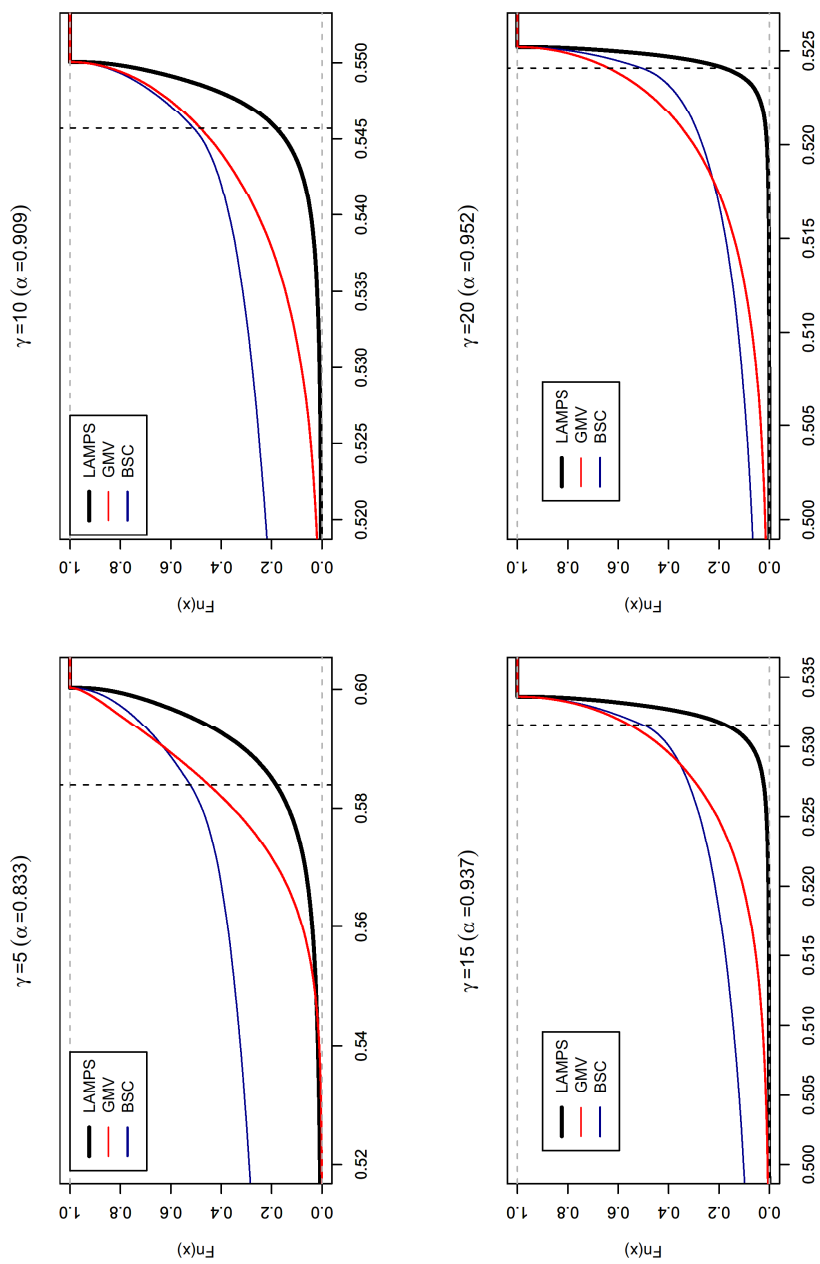 γ=5 (α=0.833)
Fn(x)
1.0
0.8
0.6
0.4
0.2
0.0
LAMPS
GMV
BSC
0.52
0.54
0.56
0.58
0.60
γ=10 (α=0.909)
Fn(x)
1.0
0.8
0.6
0.4
0.2
0.0
LAMPS
GMV
BSC
0.520
0.525
0.530
0.535
0.540
0.545
0.550
γ=15 (α=0.937)
Fn(x)
1.0
0.8
0.6
0.4
0.2
0.0
LAMPS
GMV
BSC
0.500
0.505
0.510
0.515
0.520
0.525
0.530
0.535
γ=20 (α=0.952)
Fn(x)
1.0
0.8
0.6
0.4
0.2
0.0
LAMPS
GMV
BSC
0.500
0.505
0.510
0.515
0.520
0.525